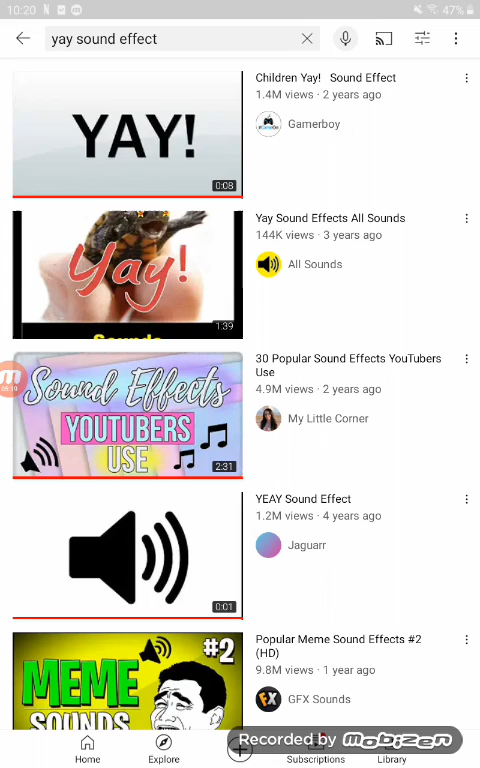 10:20
47%
yay sound effect
YAY!
0:08
Children Yay! Sound Effect
1.4M views · 2 years ago
Gamerboy
Yay!
1:39
Yay Sound Effects All Sounds
144K views · 3 years ago
All Sounds
05:19
Sound Effects
YOUTUBERS
USE
2:31
30 Popular Sound Effects YouTubers
Use
4.9M views · 2 years ago
My Little Corner
0:01
YEAY Sound Effect
1.2M views · 4 years ago
Jaguarr
#2
MEME
SOUNDS
Popular Meme Sound Effects #2
(HD)
9.8M views · 1 year ago
GFX Sounds
Recorded by Mobizen
Home
Explore
Subscriptions
Library